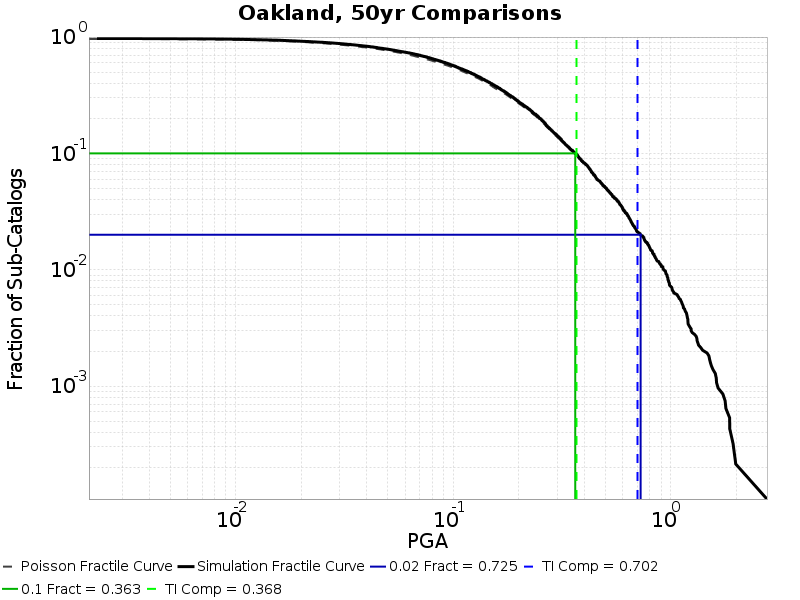 Oakland, 50yr Comparisons
10^0
10^-1
10^-2
10^-3
Fraction of Sub-Catalogs
10^-2 10^-1 10^0
PGA
Poisson Fractile Curve Simulation Fractile Curve 0.02 Fract = 0.725 TI Comp = 0.702
0.1 Fract = 0.363 TI Comp = 0.368